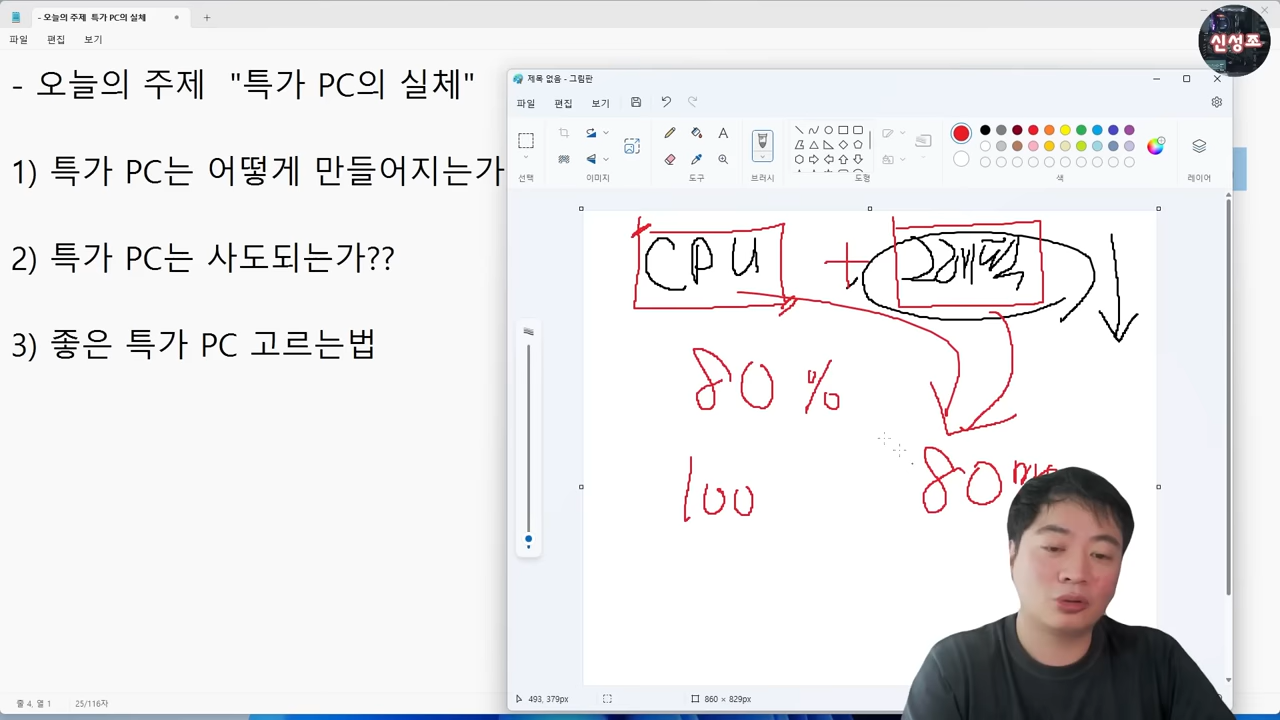 - 오늘의 주제 특가 PC의 실체
파일
편집
보기
신성조
- 오늘의 주제 "특가 PC의 실체"
1) 특가 PC는 어떻게 만들어지는가
2) 특가 PC는 사도되는가??
3) 좋은 특가 PC 고르는법
줄 4, 열 1
25/116자
제목 없음 - 그림판
파일
편집
보기
선택
이미지
도구
브러시
도형
색
레이어
CPU + 그래픽
80%
80
100
493, 379px
860 × 829px